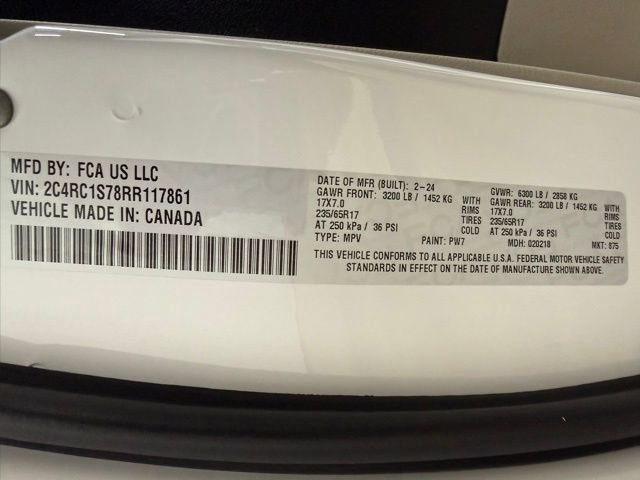 MFD BY: FCA US LLC
VIN: 2C4RC1S78RR117861
VEHICLE MADE IN: CANADA
DATE OF MFR (BUILT): 2-24 GVWR: 6300 LB / 2858 KG
GAWR FRONT: 3200 LB / 1452 KG WITH GAWR REAR: 3200 LB / 1452 KG WITH
17X7.0 RIMS 17X7.0 RIMS
235/65R17 TIRES 235/65R17 TIRES
AT 250 kPa / 36 PSI COLD AT 250 kPa / 36 PSI COLD
TYPE: MPV PAINT: PW7 MDH: 020218 MKT: 875
THIS VEHICLE CONFORMS TO ALL APPLICABLE U.S.A. FEDERAL MOTOR VEHICLE SAFETY
STANDARDS IN EFFECT ON THE DATE OF MANUFACTURE SHOWN ABOVE.